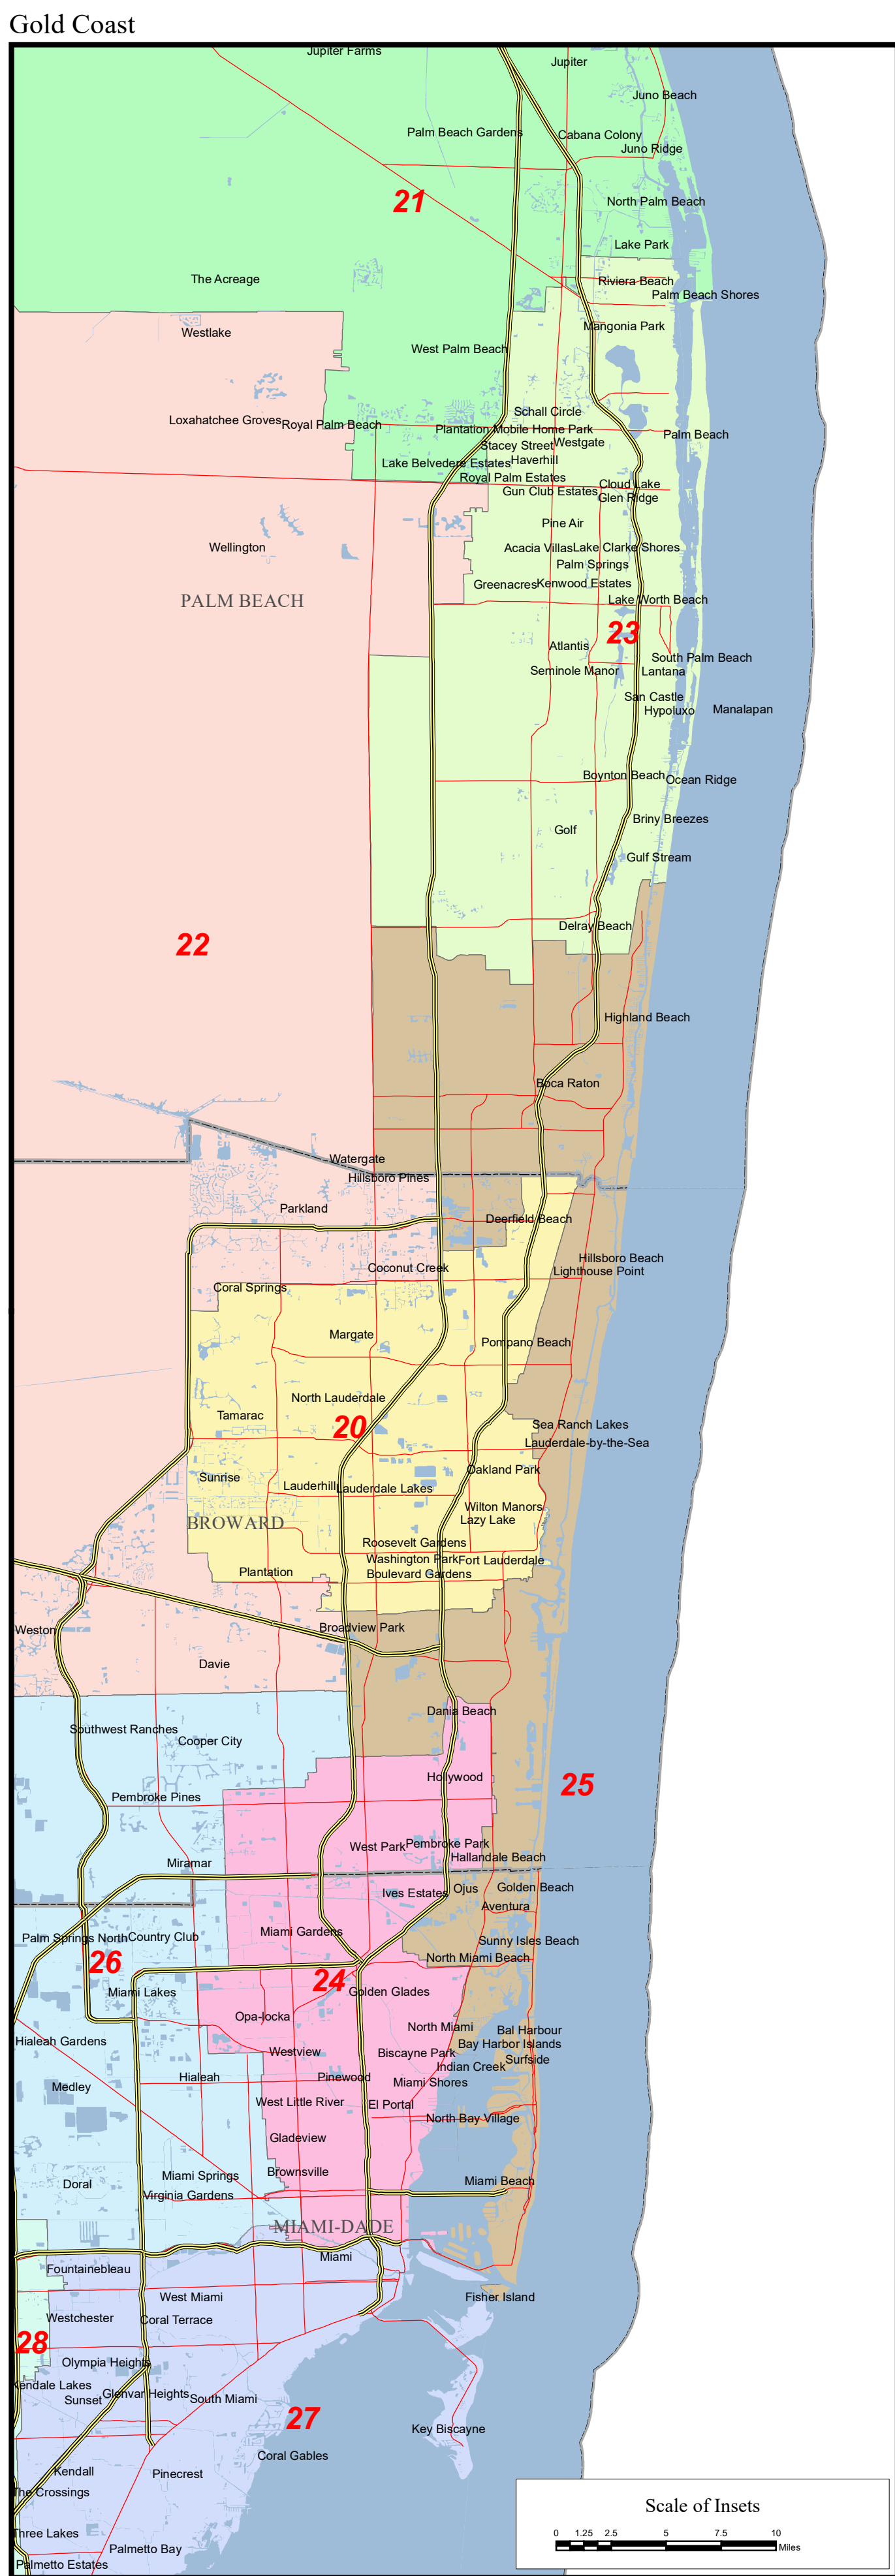 Gold Coast
Jupiter Farms
Jupiter
Juno Beach
Palm Beach Gardens
Cabana Colony
Juno Ridge
21
North Palm Beach
Lake Park
The Acreage
Riviera Beach
Palm Beach Shores
Westlake
Mangonia Park
West Palm Beach
Schall Circle
Loxahatchee Groves
Royal Palm Beach
Plantation Mobile Home Park
Palm Beach
Stacey Street
Westgate
Haverhill
Lake Belvedere Estates
Royal Palm Estates
Cloud Lake
Gun Club Estates
Glen Ridge
Pine Air
Wellington
Acacia Villas
Lake Clarke Shores
Palm Springs
Greenacres
Kenwood Estates
PALM BEACH
Lake Worth Beach
23
Atlantis
South Palm Beach
Seminole Manor
Lantana
San Castle
Hypoluxo
Manalapan
Boynton Beach
Ocean Ridge
Briny Breezes
Golf
Gulf Stream
Delray Beach
22
Highland Beach
Boca Raton
Watergate
Hillsboro Pines
Parkland
Deerfield Beach
Hillsboro Beach
Coconut Creek
Lighthouse Point
Coral Springs
Margate
Pompano Beach
North Lauderdale
Tamarac
20
Sea Ranch Lakes
Lauderdale-by-the-Sea
Oakland Park
Sunrise
Lauderhill
Lauderdale Lakes
Wilton Manors
Lazy Lake
BROWARD
Roosevelt Gardens
Washington Park
Fort Lauderdale
Plantation
Boulevard Gardens
Weston
Broadview Park
Davie
Dania Beach
Southwest Ranches
Cooper City
Hollywood
25
Pembroke Pines
West Park
Pembroke Park
Hallandale Beach
Miramar
Ives Estates
Ojus
Golden Beach
Aventura
Miami Gardens
Palm Springs North
Country Club
Sunny Isles Beach
26
North Miami Beach
24
Miami Lakes
Golden Glades
Opa-locka
North Miami
Bal Harbour
Hialeah Gardens
Bay Harbor Islands
Westview
Biscayne Park
Surfside
Indian Creek
Hialeah
Pinewood
Medley
Miami Shores
West Little River
El Portal
North Bay Village
Gladeview
Brownsville
Miami Springs
Miami Beach
Doral
Virginia Gardens
MIAMI-DADE
Miami
Fountainebleau
West Miami
Fisher Island
Westchester
Coral Terrace
28
Olympia Heights
Kendale Lakes
Glenvar Heights
Sunset
South Miami
27
Key Biscayne
Coral Gables
Kendall
Pinecrest
The Crossings
Scale of Insets
0 1.25 2.5 5 7.5 10
Miles
Three Lakes
Palmetto Bay
Palmetto Estates